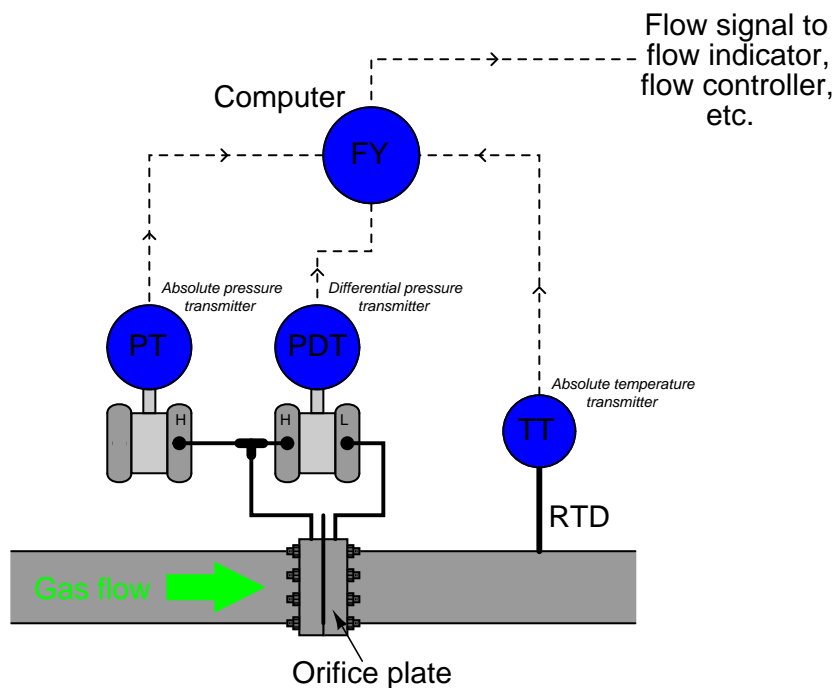 Flow signal to
flow indicator,
flow controller,
etc.
Computer
FY
Absolute pressure
transmitter
Differential pressure
transmitter
PT
PDT
Absolute temperature
transmitter
TT
H
H
L
RTD
Gas flow
Orifice plate